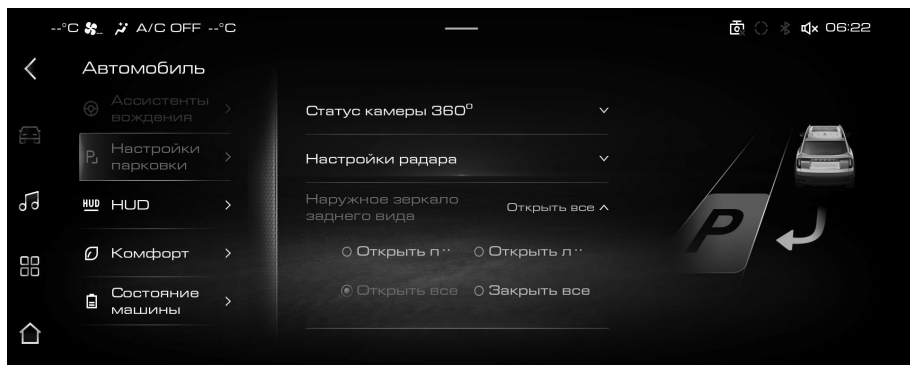 --°C A/C OFF --°C
06:22
Автомобиль
Ассистенты
вождения
Настройки
парковки
HUD HUD
Комфорт
Состояние
машины
Статус камеры 360°
Настройки радара
Наружное зеркало
заднего вида
Открыть все
Открыть п··
Открыть л··
Открыть все
Закрыть все
P